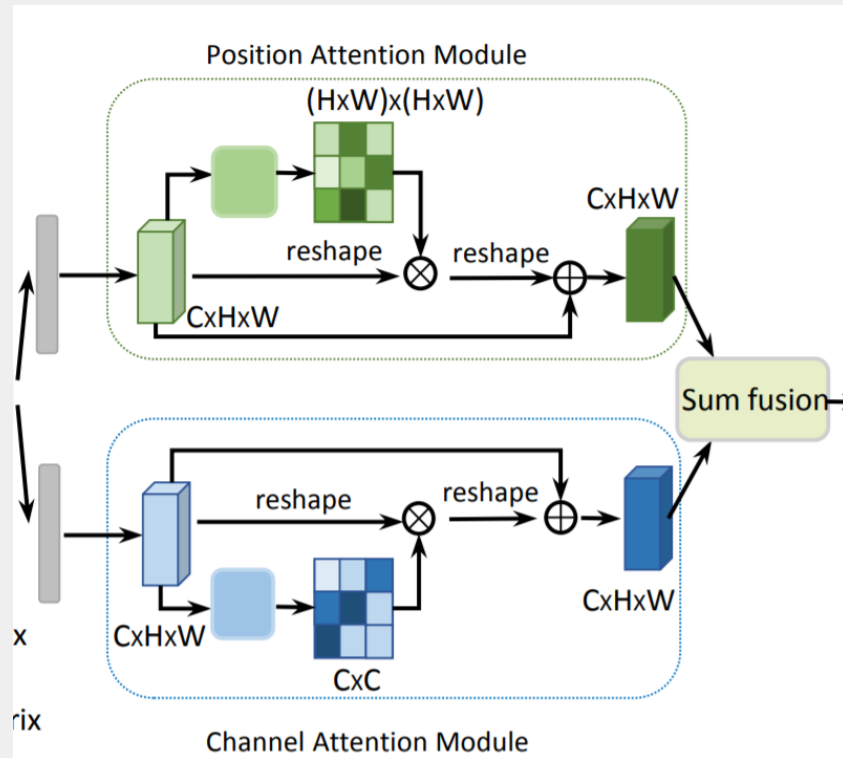 Position Attention Module
(HxW)x(HxW)
CxHxW
reshape
reshape
CxHxW
Sum fusion
reshape
reshape
CxHxW
CxHxW
CxC
x
rix
Channel Attention Module